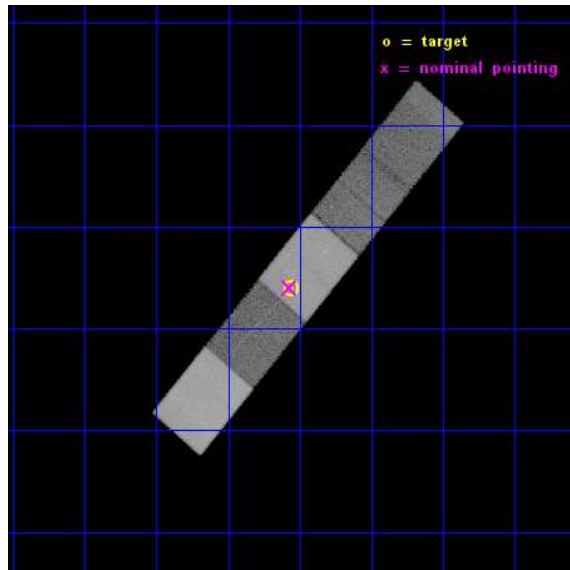 o = target
x = nominal pointing